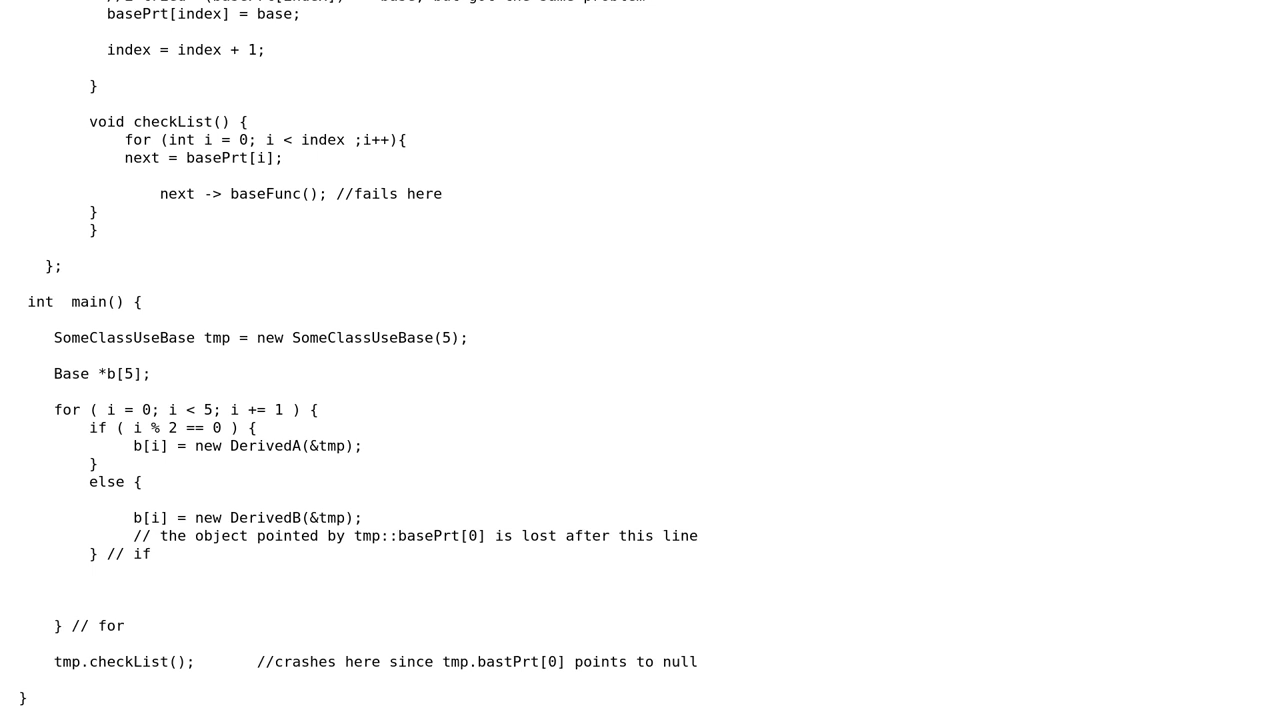 basePrt[index] = base;
index = index + 1;
}
void checkList() {
for (int i = 0; i < index ;i++){
next = basePrt[i];
next -> baseFunc(); //fails here
}
}
};
int  main() {
SomeClassUseBase tmp = new SomeClassUseBase(5);
Base *b[5];
for ( i = 0; i < 5; i += 1 ) {
if ( i % 2 == 0 ) {
b[i] = new DerivedA(&tmp);
}
else {
b[i] = new DerivedB(&tmp);
// the object pointed by tmp::basePrt[0] is lost after this line
} // if
} // for
tmp.checkList();       //crashes here since tmp.bastPrt[0] points to null
}